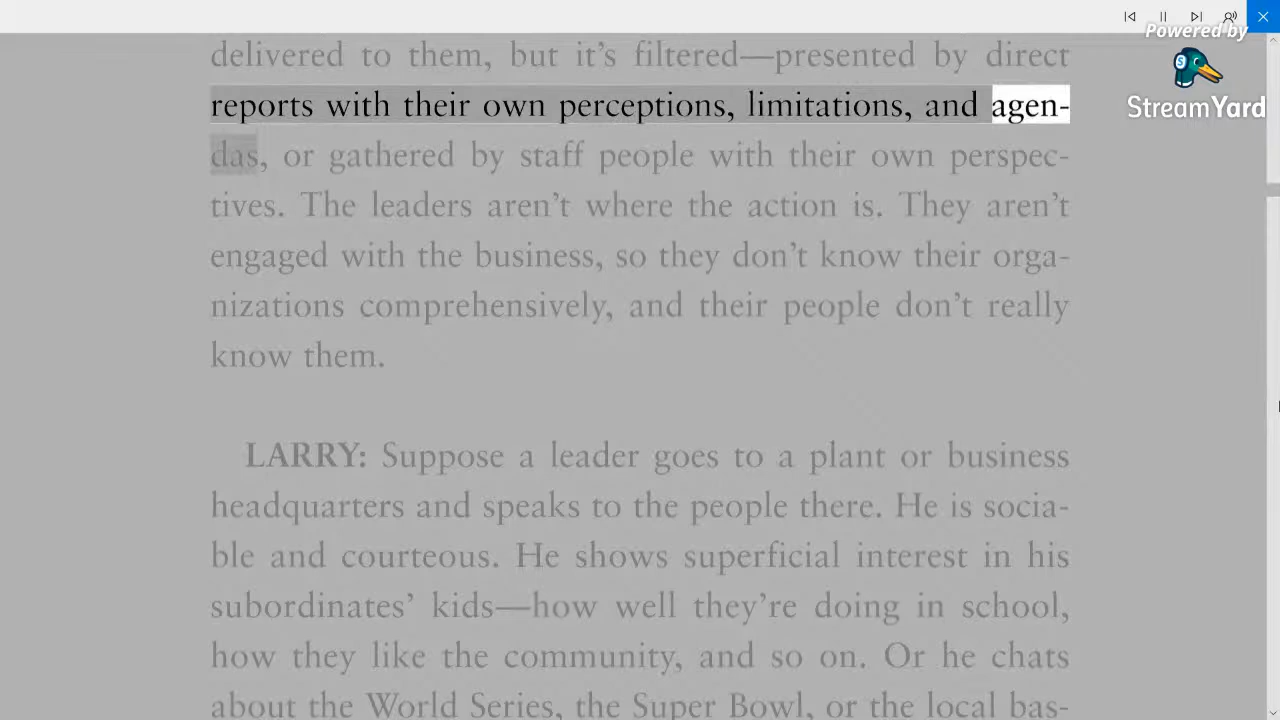 Powered by
StreamYard
delivered to them, but it’s filtered—presented by direct
reports with their own perceptions, limitations, and agen-
das, or gathered by staff people with their own perspec-
tives. The leaders aren’t where the action is. They aren’t
engaged with the business, so they don’t know their orga-
nizations comprehensively, and their people don’t really
know them.
LARRY: Suppose a leader goes to a plant or business
headquarters and speaks to the people there. He is socia-
ble and courteous. He shows superficial interest in his
subordinates’ kids—how well they’re doing in school,
how they like the community, and so on. Or he chats
about the World Series, the Super Bowl, or the local bas-